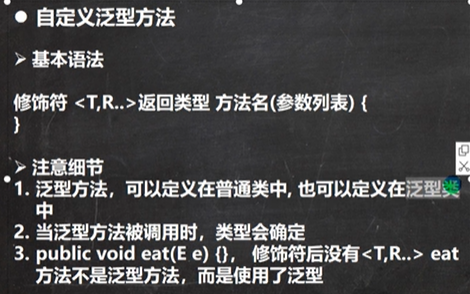 ● 自定义泛型方法
➢ 基本语法
修饰符 <T,R..>返回类型 方法名(参数列表) {
}
➢ 注意细节
1. 泛型方法，可以定义在普通类中, 也可以定义在泛型类
中
2. 当泛型方法被调用时，类型会确定
3. public void eat(E e) {}， 修饰符后没有<T,R..> eat
方法不是泛型方法，而是使用了泛型